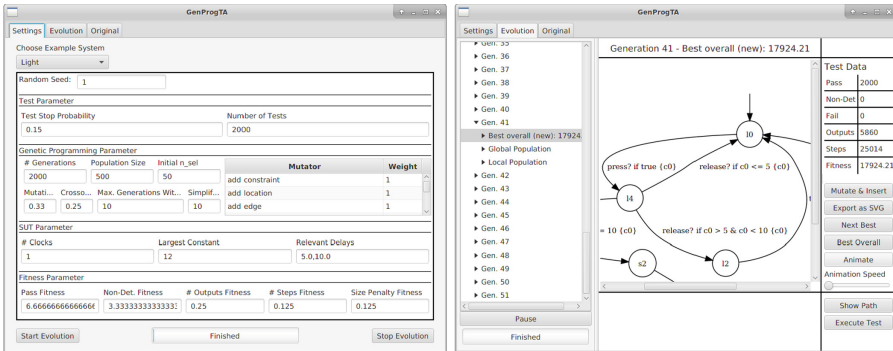 GenProgTA
Settings Evolution Original
Choose Example System
Light
Random Seed: 1
Test Parameter
Test Stop Probability Number of Tests
0.15 2000
Genetic Programming Parameter
# Generations Population Size Initial n_sel
2000 500 50
Mutati... Crosso... Max. Generations Wit... Simplif...
0.33 0.25 10 10
Mutator Weight
add constraint 1
add location 1
add edge 1
SUT Parameter
# Clocks Largest Constant Relevant Delays
1 12 5.0,10.0
Fitness Parameter
Pass Fitness Non-Det. Fitness # Outputs Fitness # Steps Fitness Size Penalty Fitness
6.6666666666666 3.3333333333333 0.25 0.125 0.125
Start Evolution Finished Stop Evolution
GenProgTA
Settings Evolution Original
Gen. 35
Gen. 36
Gen. 37
Gen. 38
Gen. 39
Gen. 40
Gen. 41
Best overall (new): 17924.
Global Population
Local Population
Gen. 42
Gen. 43
Gen. 44
Gen. 45
Gen. 46
Gen. 47
Gen. 48
Gen. 49
Gen. 50
Gen. 51
Pause
Finished
Generation 41 - Best overall (new): 17924.21
l0
press? if true {c0} release? if c0 <= 5 {c0}
l4
= 10 {c0} release? if c0 > 5 & c0 < 10 {c0}
s2 l2
Test Data
Pass 2000
Non-Det 0
Fail 0
Outputs 5860
Steps 25014
Fitness 17924.21
Mutate & Insert
Export as SVG
Next Best
Best Overall
Animate
Animation Speed
Show Path
Execute Test